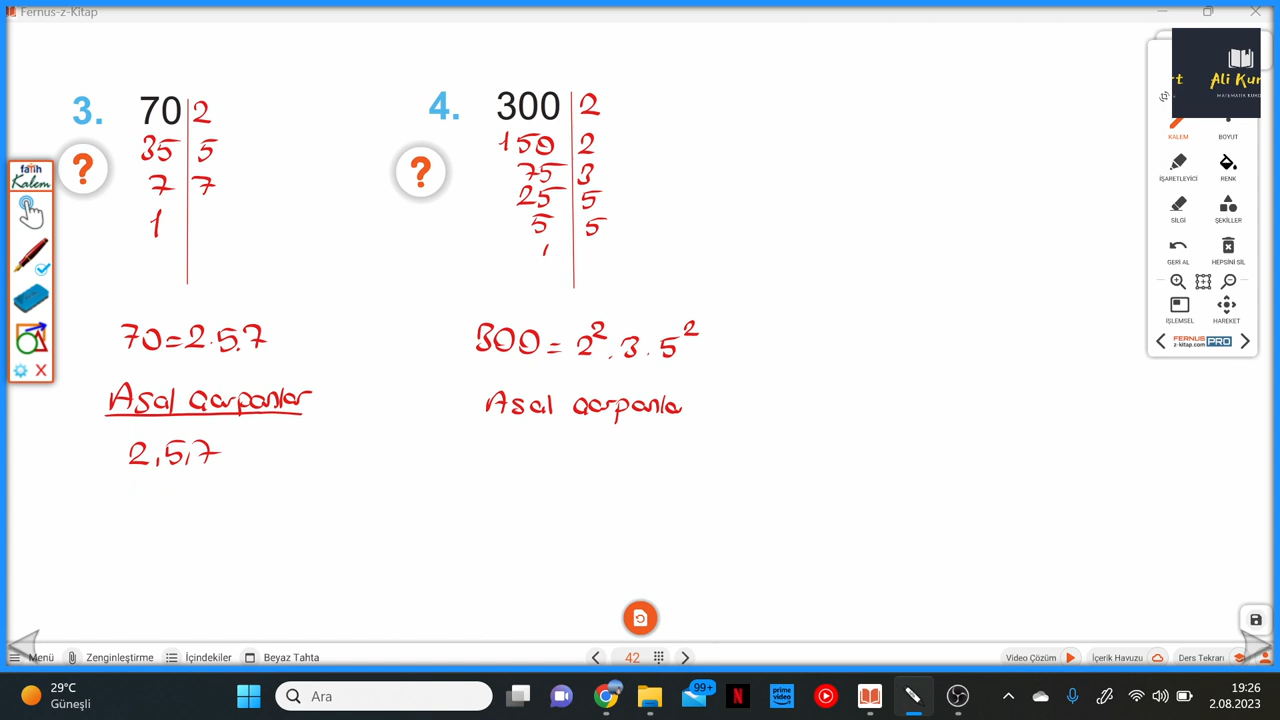 Fernus-z-Kitap
3. 70 2
35 5
7 7
1
70=2.5.7
Asal çarpanlar
2,5,7
4. 300 2
150 2
75 3
25 5
5 5
300 = 2².3.5²
Asal çarpanla
fatih
Kalem
Ali Kur
MATEMATİK KURD
KALEM BOYUT
İŞARETLEYİCİ RENK
SİLGİ ŞEKİLLER
GERİ AL HEPSİNİ SİL
İŞLEMSEL HAREKET
FERNUS
z-kitap.com PRO
Menü Zenginleştirme İçindekiler Beyaz Tahta 42 Video Çözüm İçerik Havuzu Ders Tekrarı
29°C
Güneşli
Ara
99+
prime
video
19:26
2.08.2023